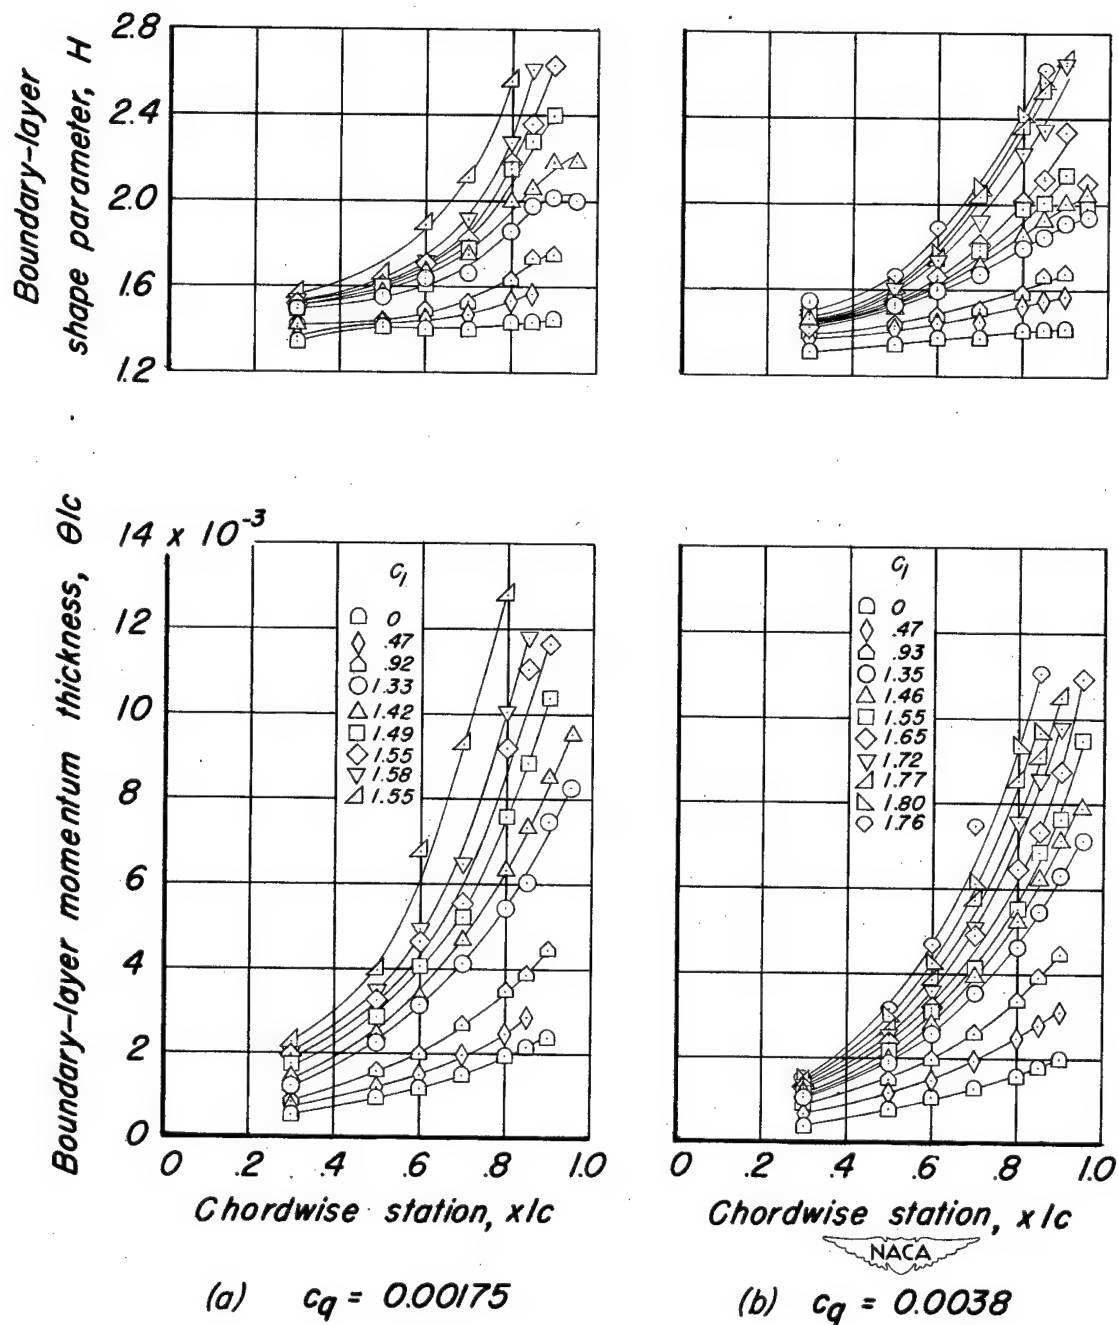 Boundary-layer
shape parameter, H
2.8
2.4
2.0
1.6
1.2
Boundary-layer momentum thickness, θ/c
14 x 10-3
12
10
8
6
4
2
0
cl
0
.47
.92
1.33
1.42
1.49
1.55
1.58
1.55
cl
0
.47
.93
1.35
1.46
1.55
1.65
1.72
1.77
1.80
1.76
0 .2 .4 .6 .8 1.0
0 .2 .4 .6 .8 1.0
Chordwise station, x/c
Chordwise station, x/c
NACA
(a) cq = 0.00175
(b) cq = 0.0038